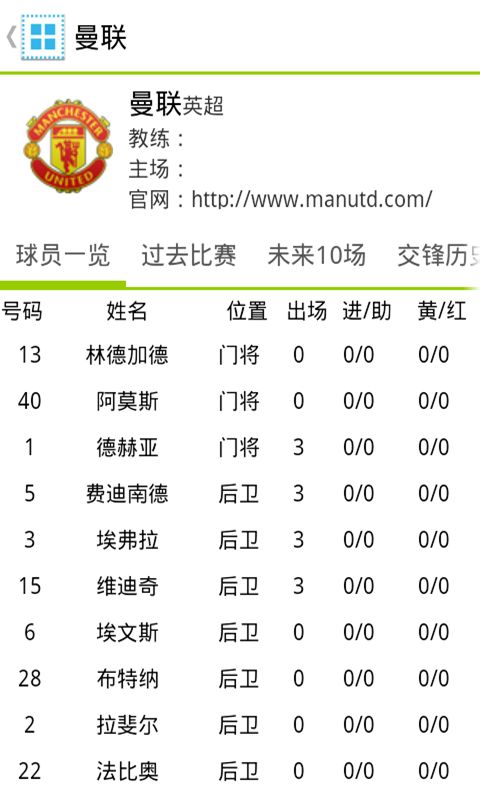 曼联
MANCHESTER
UNITED
曼联英超
教练：
主场：
官网：http://www.manutd.com/
球员一览 过去比赛 未来10场 交锋历史
号码 姓名 位置 出场 进/助 黄/红
13 林德加德 门将 0 0/0 0/0
40 阿莫斯 门将 0 0/0 0/0
1 德赫亚 门将 3 0/0 0/0
5 费迪南德 后卫 3 0/0 0/0
3 埃弗拉 后卫 3 0/0 0/0
15 维迪奇 后卫 3 0/0 0/0
6 埃文斯 后卫 0 0/0 0/0
28 布特纳 后卫 0 0/0 0/0
2 拉斐尔 后卫 0 0/0 0/0
22 法比奥 后卫 0 0/0 0/0